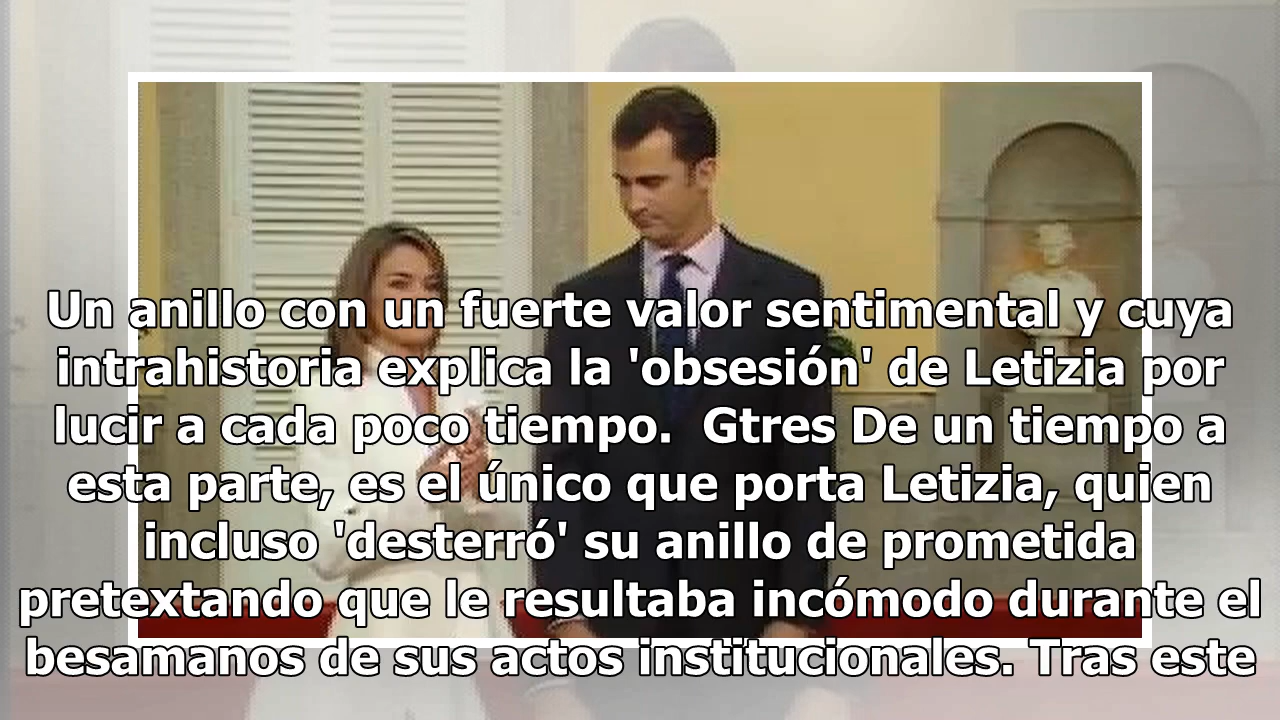 Un anillo con un fuerte valor sentimental y cuya
intrahistoria explica la 'obsesión' de Letizia por
lucir a cada poco tiempo.  Gtres De un tiempo a
esta parte, es el único que porta Letizia, quien
incluso 'desterró' su anillo de prometida
pretextando que le resultaba incómodo durante el
besamanos de sus actos institucionales. Tras este